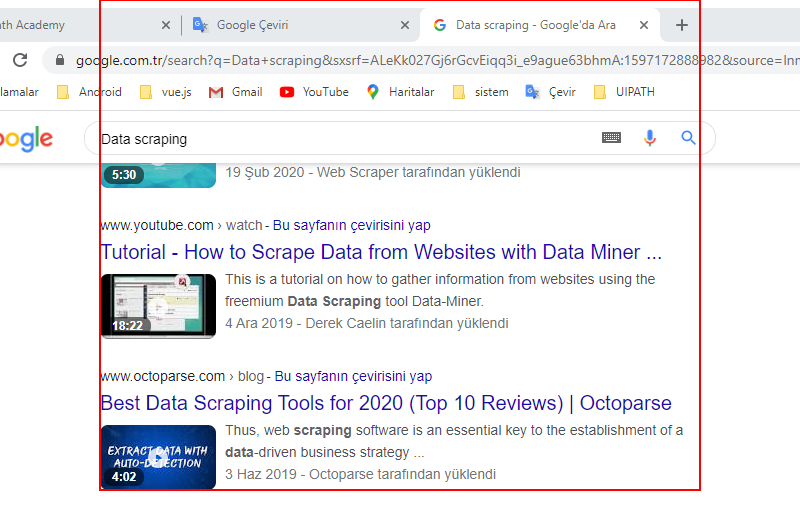 ath Academy
Google Çeviri
Data scraping - Google'da Ara
google.com.tr/search?q=Data+scraping&sxsrf=ALeKk027Gj6rGcvEiqq3i_e9ague63bhmA:1597172888982&source=lnm
lamalar Android vue.js Gmail YouTube Haritalar sistem Çevir UIPATH
oogle
Data scraping
5:30
19 Şub 2020 - Web Scraper tarafından yüklendi
www.youtube.com › watch - Bu sayfanın çevirisini yap
Tutorial - How to Scrape Data from Websites with Data Miner ...
This is a tutorial on how to gather information from websites using the
freemium Data Scraping tool Data-Miner.
18:22
4 Ara 2019 - Derek Caelin tarafından yüklendi
www.octoparse.com › blog - Bu sayfanın çevirisini yap
Best Data Scraping Tools for 2020 (Top 10 Reviews) | Octoparse
Thus, web scraping software is an essential key to the establishment of a
data-driven business strategy ...
EXTRACT DATA WITH
AUTO-DETECTION
4:02
3 Haz 2019 - Octoparse tarafından yüklendi